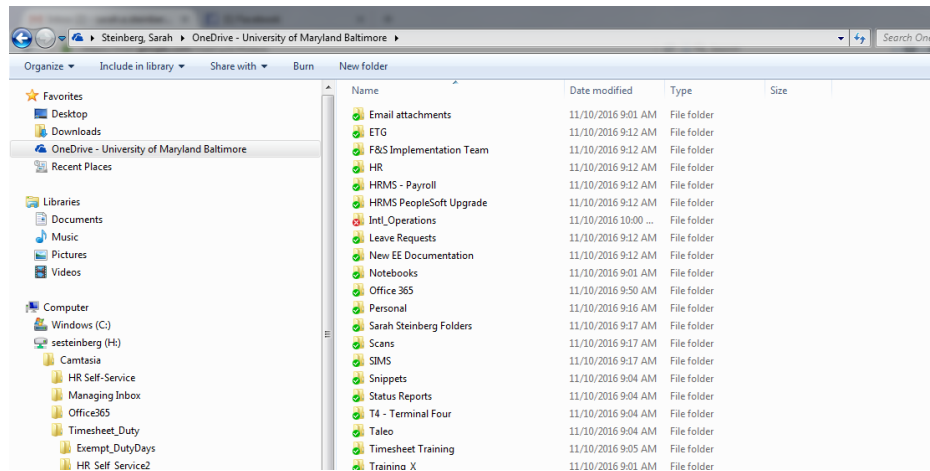 Steinberg, Sarah OneDrive - University of Maryland Baltimore Search One
Organize Include in library Share with Burn New folder
Favorites
Desktop
Downloads
OneDrive - University of Maryland Baltimore
Recent Places
Libraries
Documents
Music
Pictures
Videos
Computer
Windows (C:)
sesteinberg (H:)
Camtasia
HR Self-Service
Managing Inbox
Office365
Timesheet_Duty
Exempt_DutyDays
HR Self Service2
Name Date modified Type Size
Email attachments 11/10/2016 9:01 AM File folder
ETG 11/10/2016 9:12 AM File folder
F&S Implementation Team 11/10/2016 9:12 AM File folder
HR 11/10/2016 9:12 AM File folder
HRMS - Payroll 11/10/2016 9:12 AM File folder
HRMS PeopleSoft Upgrade 11/10/2016 9:12 AM File folder
Intl_Operations 11/10/2016 10:00 ... File folder
Leave Requests 11/10/2016 9:12 AM File folder
New EE Documentation 11/10/2016 9:12 AM File folder
Notebooks 11/10/2016 9:01 AM File folder
Office 365 11/10/2016 9:50 AM File folder
Personal 11/10/2016 9:16 AM File folder
Sarah Steinberg Folders 11/10/2016 9:17 AM File folder
Scans 11/10/2016 9:17 AM File folder
SIMS 11/10/2016 9:17 AM File folder
Snippets 11/10/2016 9:04 AM File folder
Status Reports 11/10/2016 9:04 AM File folder
T4 - Terminal Four 11/10/2016 9:04 AM File folder
Taleo 11/10/2016 9:04 AM File folder
Timesheet Training 11/10/2016 9:05 AM File folder
Training_X 11/10/2016 9:01 AM File folder